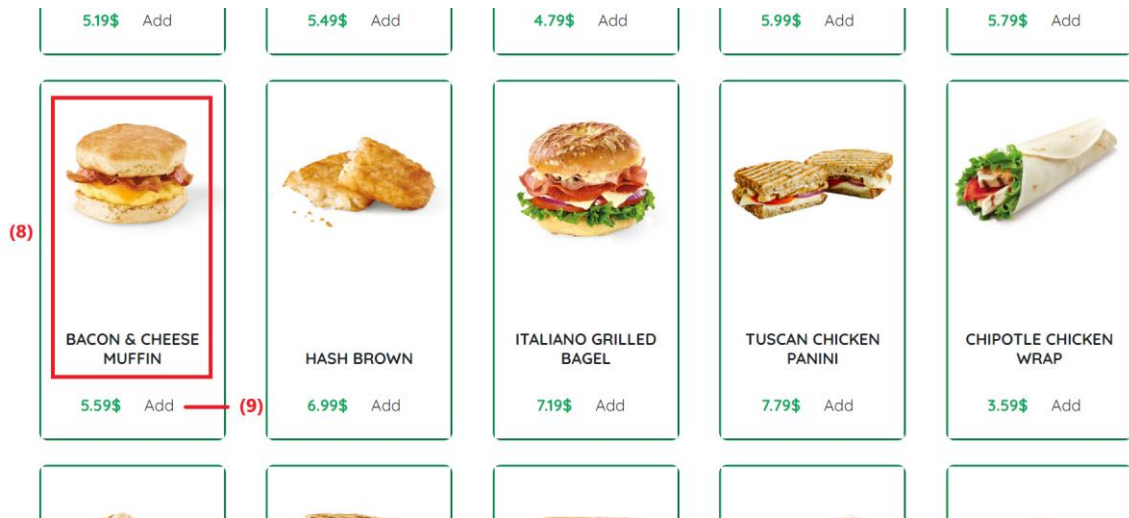 5.19$ Add 5.49$ Add 4.79$ Add 5.99$ Add 5.79$ Add
(8)
BACON & CHEESE
MUFFIN
5.59$ Add
(9)
HASH BROWN
6.99$ Add
ITALIANO GRILLED
BAGEL
7.19$ Add
TUSCAN CHICKEN
PANINI
7.79$ Add
CHIPOTLE CHICKEN
WRAP
3.59$ Add